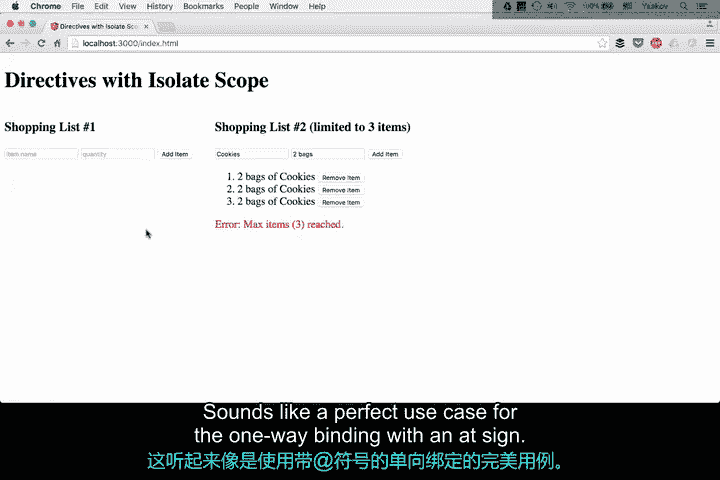 Chrome File Edit View History Bookmarks People Window Help
100% Yaakov
Directives with Isolate Scope
localhost:3000/index.html
Directives with Isolate Scope
Shopping List #1
Shopping List #2 (limited to 3 items)
item name quantity Add Item
Cookies 2 bags Add Item
1. 2 bags of Cookies Remove Item
2. 2 bags of Cookies Remove Item
3. 2 bags of Cookies Remove Item
Error: Max items (3) reached.
Sounds like a perfect use case for
the one-way binding with an at sign.
这听起来像是使用带@符号的单向绑定的完美用例。